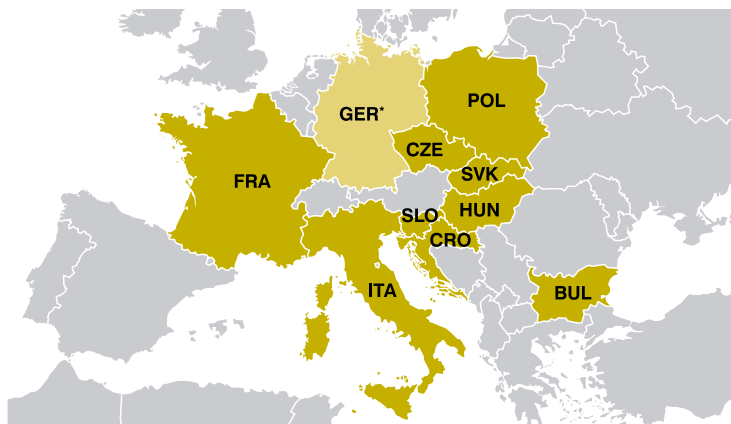 POL
GER*
CZE
SVK
FRA
HUN
SLO
CRO
ITA
BUL